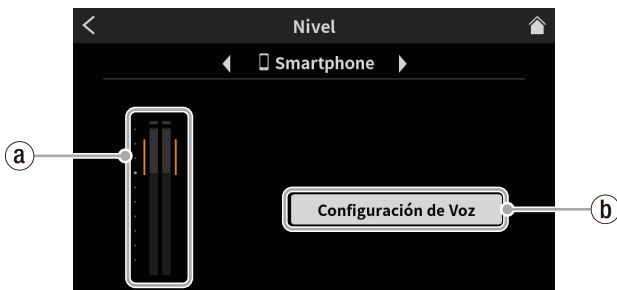 Nivel
Smartphone
ⓐ
Configuración de Voz
ⓑ